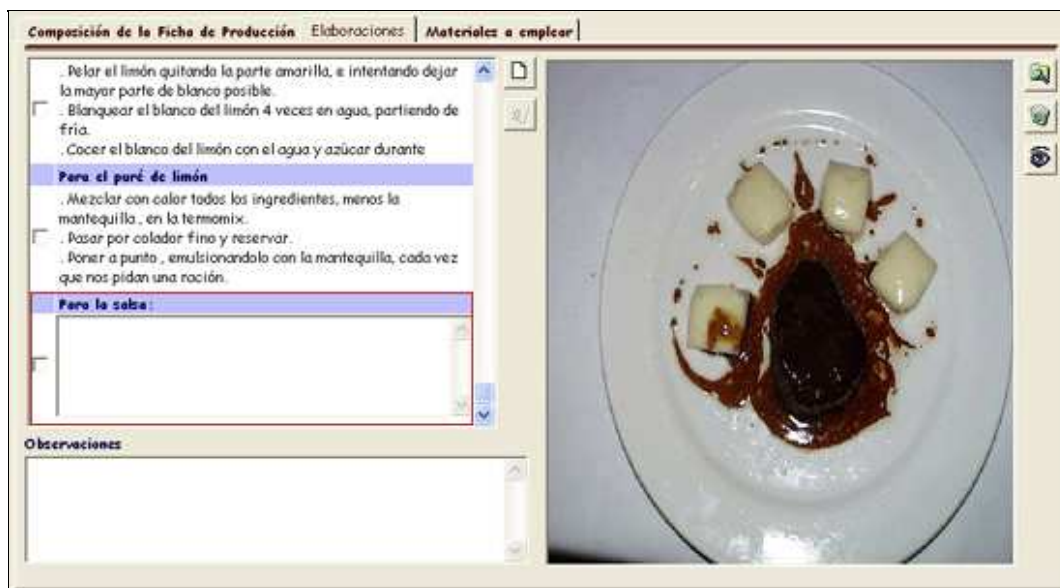 Composición de la Ficha de Producción Elaboraciones Materiales a emplear
. Pelar el limón quitando la parte amarilla, e intentando dejar
la mayor parte de blanco posible.
. Blanquear el blanco del limón 4 veces en agua, partiendo de
fría.
. Cocer el blanco del limón con el agua y azúcar durante
Para el puré de limón
. Mezclar con calor todos los ingredientes, menos la
mantequilla , en la termomix.
. Pasar por colador fino y reservar.
. Poner a punto , emulsionandolo con la mantequilla, cada vez
que nos pidan una ración.
Para la salsa:
Observaciones